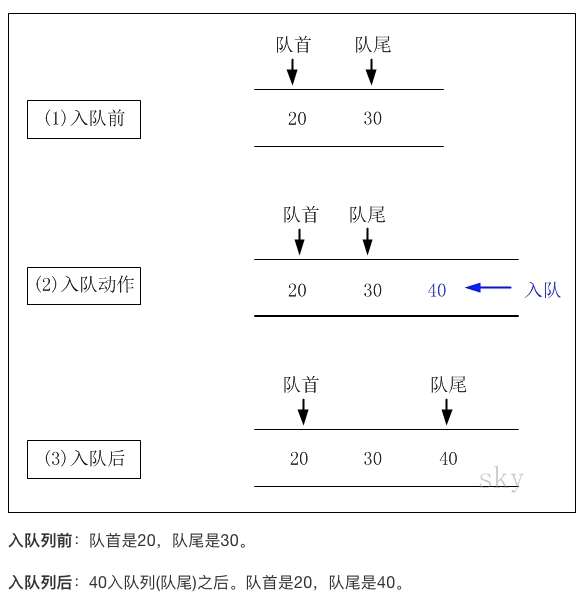 队首 队尾
(1)入队前 20 30
队首 队尾
(2)入队动作 20 30 40 入队
队首 队尾
(3)入队后 20 30 40
sky
入队列前：队首是20，队尾是30。
入队列后：40入队列(队尾)之后。队首是20，队尾是40。